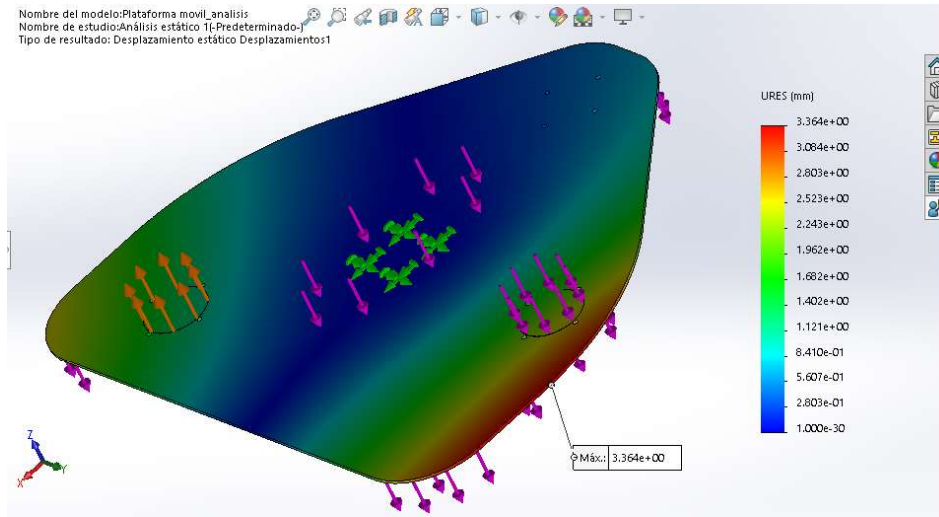 Nombre del modelo:Plataforma movil_analisis
Nombre de estudio:Análisis estático 1(-Predeterminado-)
Tipo de resultado: Desplazamiento estático Desplazamientos1
URES (mm)
3.364e+00
3.084e+00
2.803e+00
2.523e+00
2.243e+00
1.962e+00
1.682e+00
1.402e+00
1.121e+00
8.410e-01
5.607e-01
2.803e-01
1.000e-30
Máx.: 3.364e+00
Z
X
Y